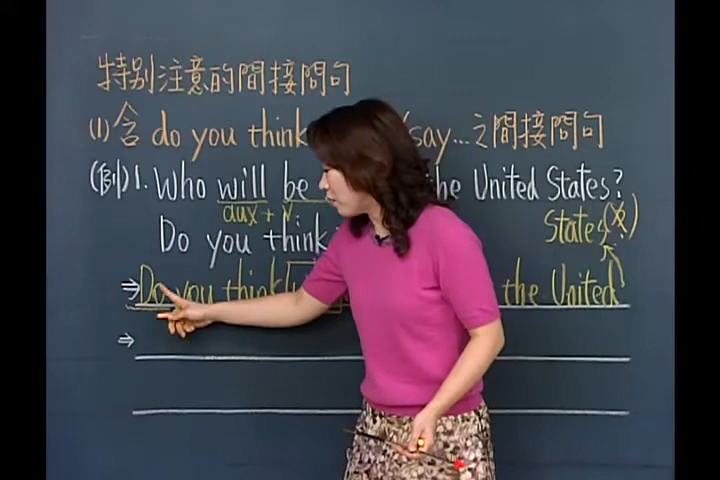 特別注意的間接問句
(1) 含 do you think say...之間接問句
(例) 1. Who will be the United States?
aux + v
Do you think
States(X)
⇒ Do you think the United
⇒